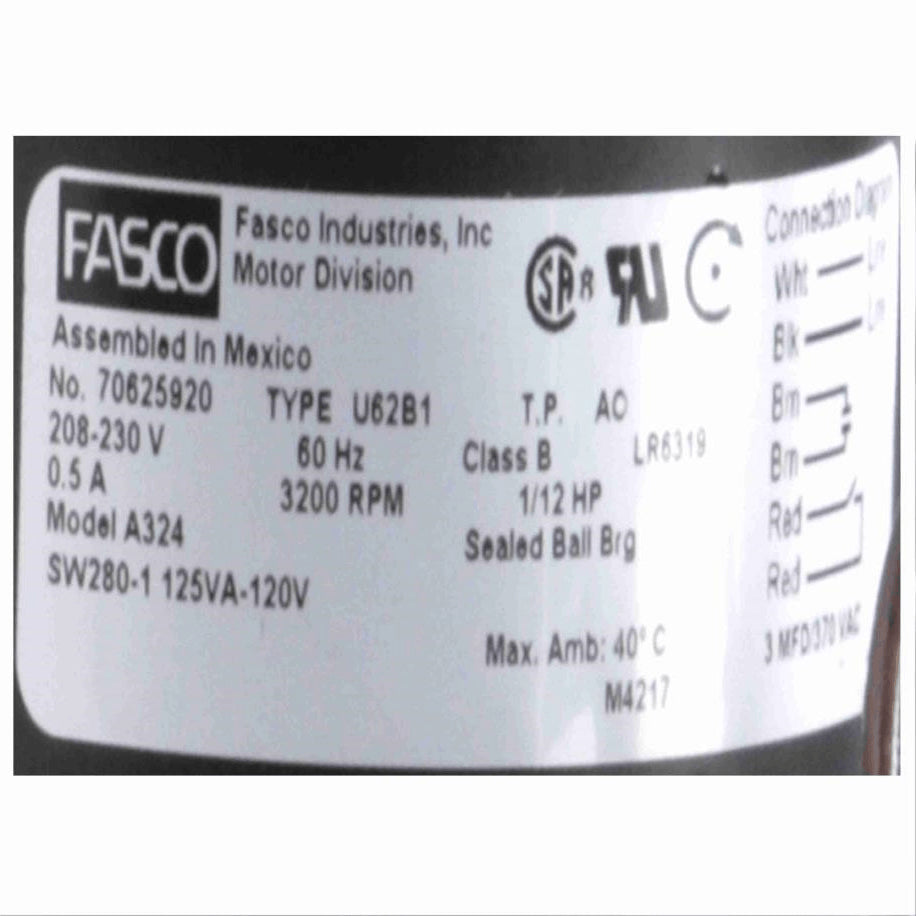 FASCO
Fasco Industries, Inc
Motor Division
Assembled In Mexico
No. 70625920 TYPE U62B1 T.P. AO
208-230 V 60 Hz Class B LR6319
0.5 A 3200 RPM 1/12 HP
Model A324 Sealed Ball Brg
SW280-1 125VA-120V
Max. Amb: 40° C
M4217
Connection Diagram
Wht
Blk
Brn
Brn
Red
Red
3 MFD/370 VAC